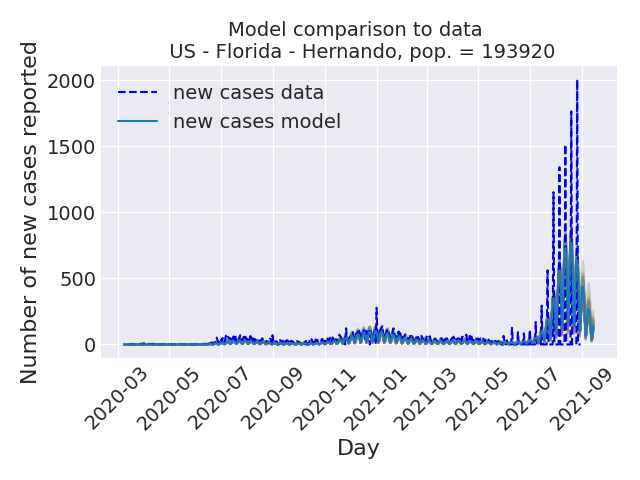 Model comparison to data
US - Florida - Hernando, pop. = 193920
Number of new cases reported
2000
1500
1000
500
0
new cases data
new cases model
2020-03
2020-05
2020-07
2020-09
2020-11
2021-01
2021-03
2021-05
2021-07
2021-09
Day